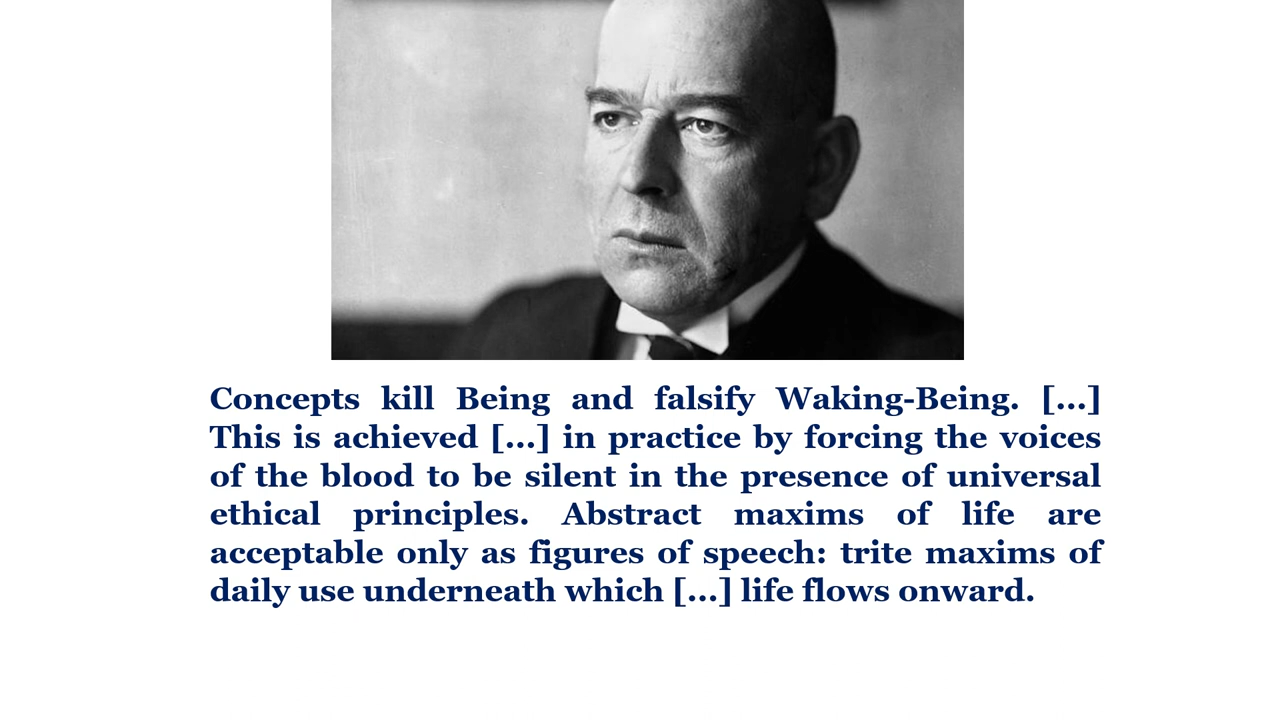 Concepts kill Being and falsify Waking-Being. [...]
This is achieved [...] in practice by forcing the voices
of the blood to be silent in the presence of universal
ethical principles. Abstract maxims of life are
acceptable only as figures of speech: trite maxims of
daily use underneath which [...] life flows onward.